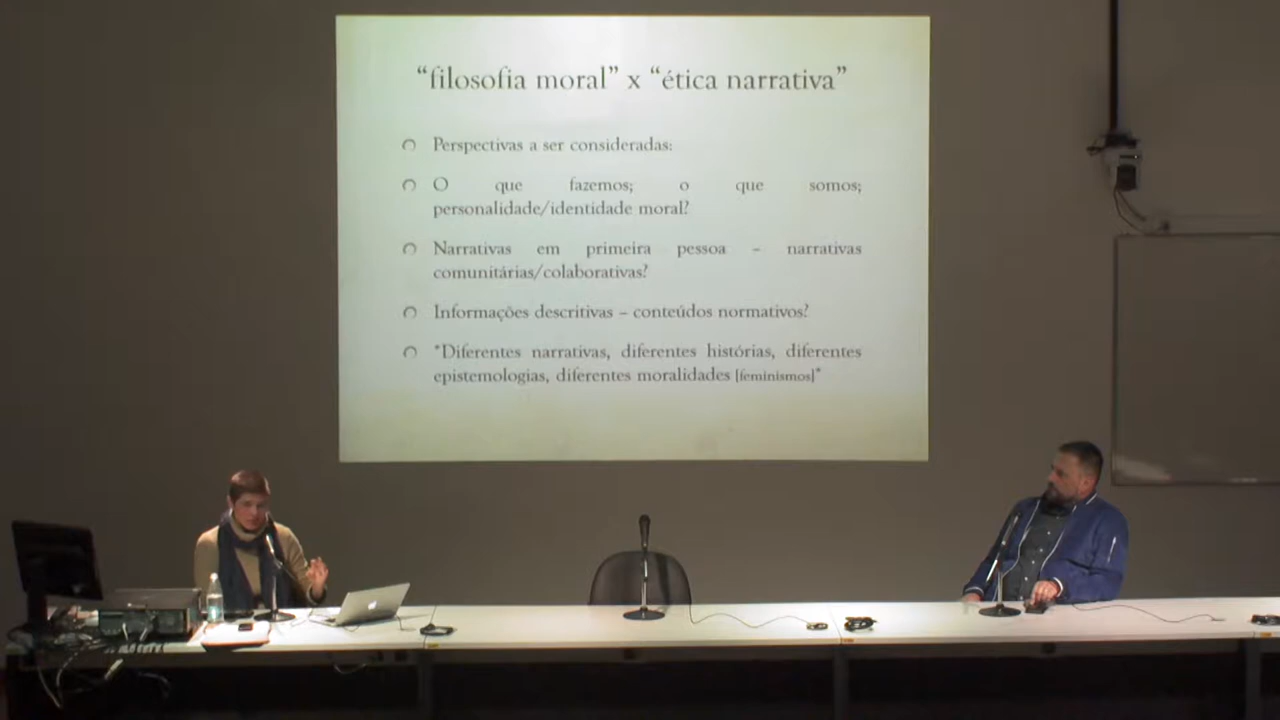 “filosofia moral” x “ética narrativa”
Perspectivas a ser consideradas:
O que fazemos; o que somos;
personalidade/identidade moral?
Narrativas em primeira pessoa – narrativas
comunitárias/colaborativas?
Informações descritivas – conteúdos normativos?
*Diferentes narrativas, diferentes histórias, diferentes
epistemologias, diferentes moralidades [feminismos]*